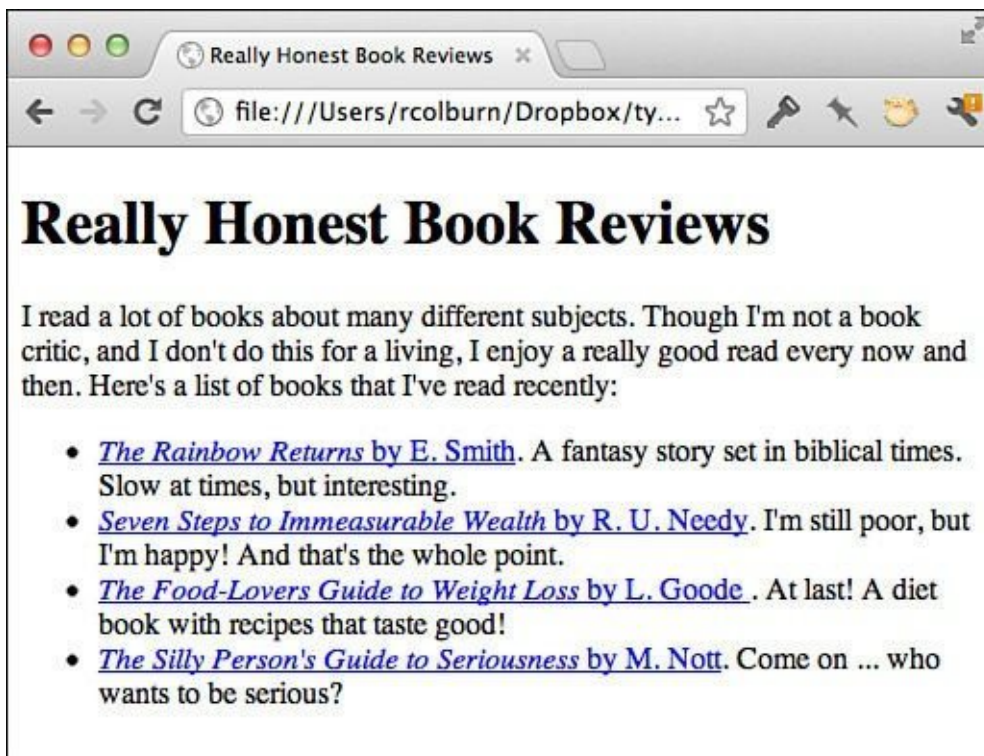 Really Honest Book Reviews
file:///Users/rcolburn/Dropbox/ty...
Really Honest Book Reviews
I read a lot of books about many different subjects. Though I'm not a book
critic, and I don't do this for a living, I enjoy a really good read every now and
then. Here's a list of books that I've read recently:
• The Rainbow Returns by E. Smith. A fantasy story set in biblical times.
Slow at times, but interesting.
• Seven Steps to Immeasurable Wealth by R. U. Needy. I'm still poor, but
I'm happy! And that's the whole point.
• The Food-Lovers Guide to Weight Loss by L. Goode . At last! A diet
book with recipes that taste good!
• The Silly Person's Guide to Seriousness by M. Nott. Come on ... who
wants to be serious?